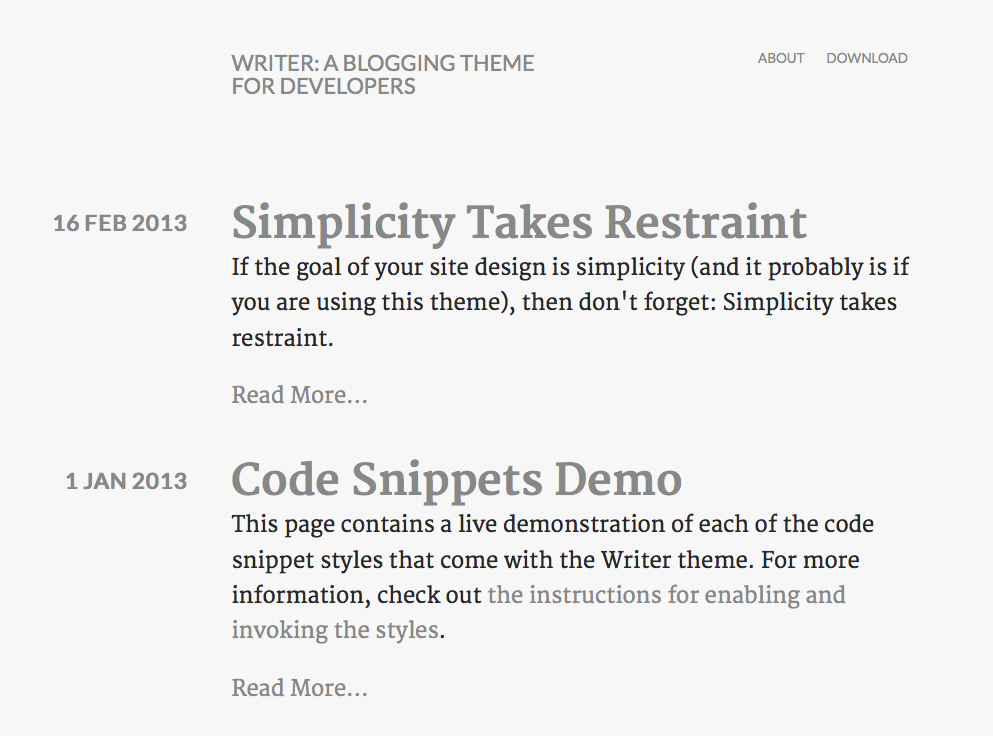 WRITER: A BLOGGING THEME
FOR DEVELOPERS
ABOUT DOWNLOAD
16 FEB 2013
Simplicity Takes Restraint
If the goal of your site design is simplicity (and it probably is if
you are using this theme), then don't forget: Simplicity takes
restraint.
Read More...
1 JAN 2013
Code Snippets Demo
This page contains a live demonstration of each of the code
snippet styles that come with the Writer theme. For more
information, check out the instructions for enabling and
invoking the styles.
Read More...